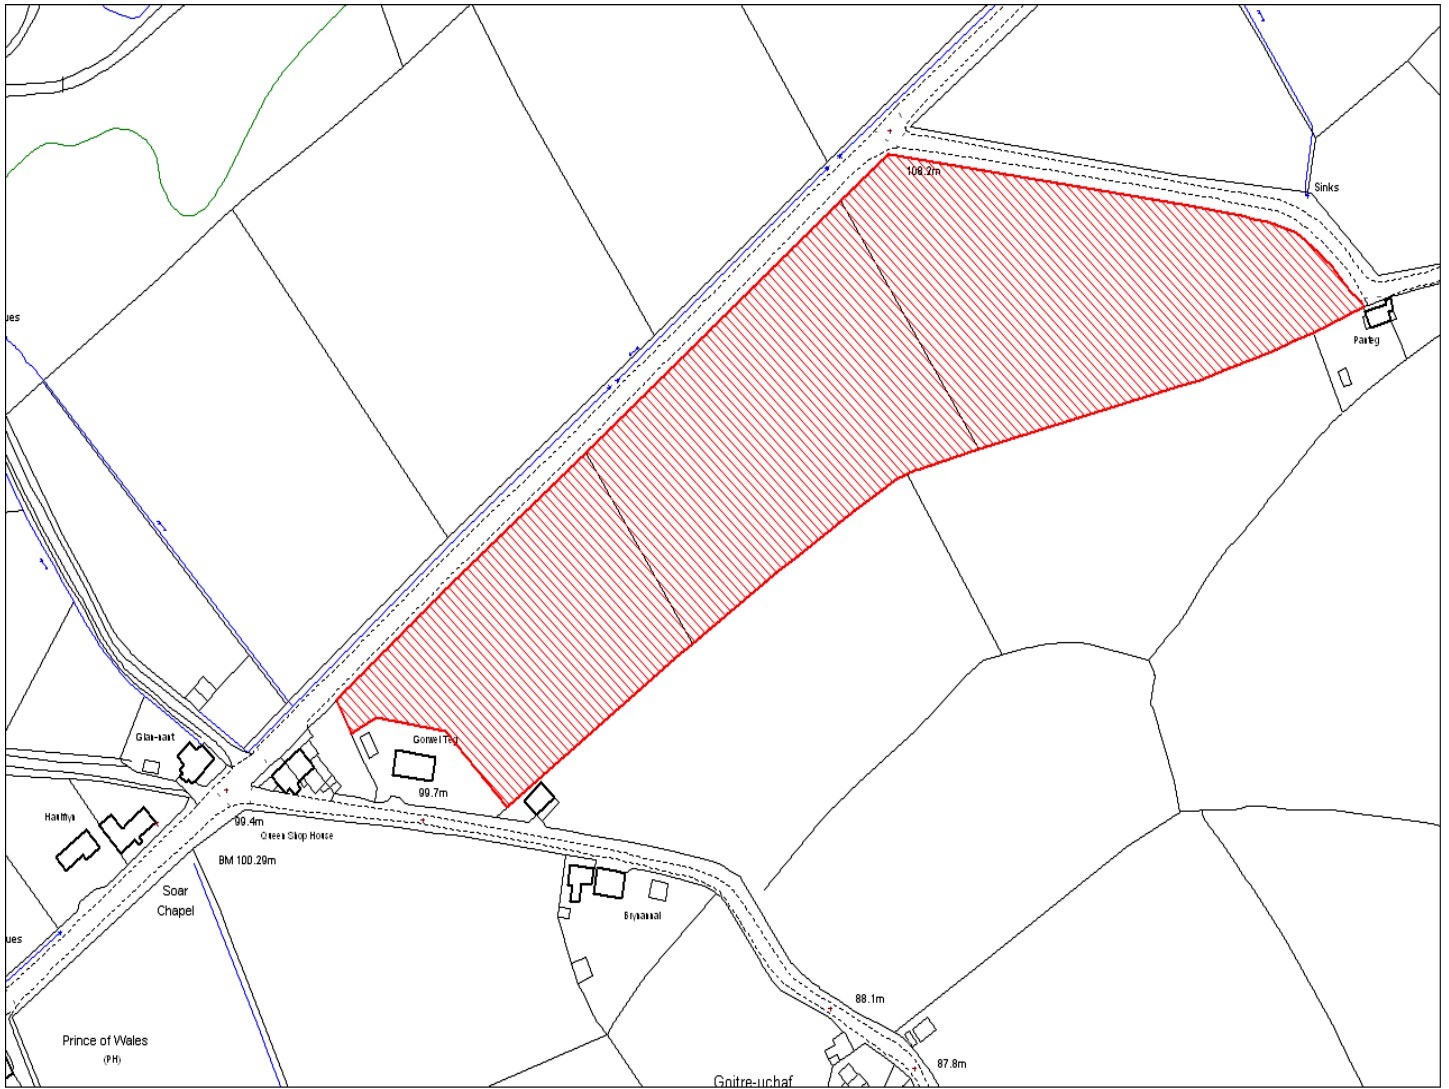 108.2m
Sinks
ues
Panteg
Glan-nant
Gorwel Teg
99.7m
99.4m
Queen Shop House
BM 100.29m
Soar
Chapel
ues
Brynamal
88.1m
Prince of Wales
(PH)
87.8m
Goitre-uchaf